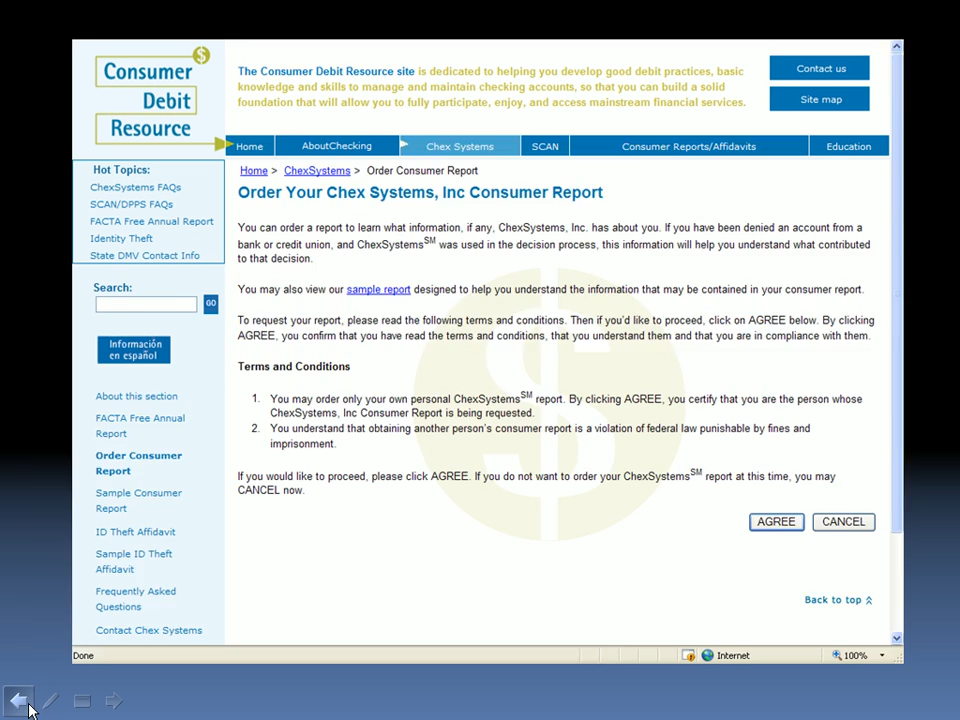 Consumer
Debit
Resource
$
The Consumer Debit Resource site is dedicated to helping you develop good debit practices, basic
knowledge and skills to manage and maintain checking accounts, so that you can build a solid
foundation that will allow you to fully participate, enjoy, and access mainstream financial services.
Contact us
Site map
Home
AboutChecking
Chex Systems
SCAN
Consumer Reports/Affidavits
Education
Hot Topics:
ChexSystems FAQs
SCAN/DPPS FAQs
FACTA Free Annual Report
Identity Theft
State DMV Contact Info
Search:
GO
Información
en español
About this section
FACTA Free Annual
Report
Order Consumer
Report
Sample Consumer
Report
ID Theft Affidavit
Sample ID Theft
Affidavit
Frequently Asked
Questions
Contact Chex Systems
Home > ChexSystems > Order Consumer Report
Order Your Chex Systems, Inc Consumer Report
You can order a report to learn what information, if any, ChexSystems, Inc. has about you. If you have been denied an account from a
bank or credit union, and ChexSystems℠ was used in the decision process, this information will help you understand what contributed
to that decision.
You may also view our sample report designed to help you understand the information that may be contained in your consumer report.
To request your report, please read the following terms and conditions. Then if you'd like to proceed, click on AGREE below. By clicking
AGREE, you confirm that you have read the terms and conditions, that you understand them and that you are in compliance with them.
Terms and Conditions
1. You may order only your own personal ChexSystems℠ report. By clicking AGREE, you certify that you are the person whose
ChexSystems, Inc Consumer Report is being requested.
2. You understand that obtaining another person's consumer report is a violation of federal law punishable by fines and
imprisonment.
If you would like to proceed, please click AGREE. If you do not want to order your ChexSystems℠ report at this time, you may
CANCEL now.
AGREE
CANCEL
Back to top
Done
Internet
100%